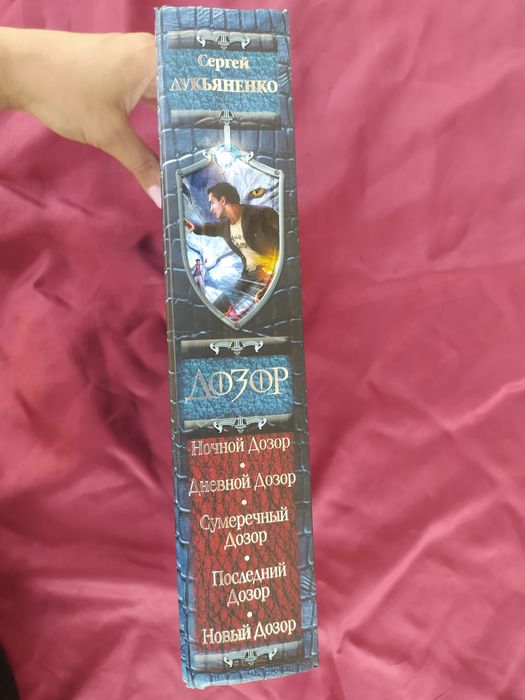 Сергей
ЛУКЬЯНЕНКО
ДОЗОР
Ночной Дозор
•
Дневной Дозор
•
Сумеречный
Дозор
•
Последний
Дозор
•
Новый Дозор